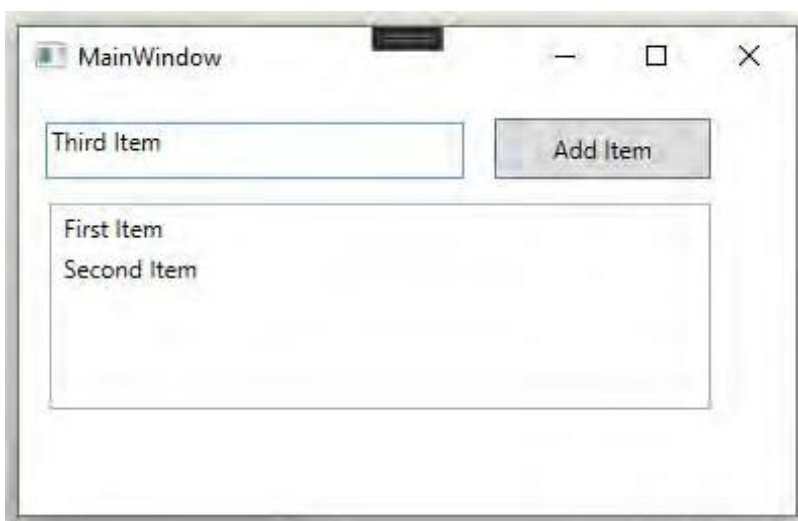 MainWindow
Third Item
Add Item
First Item
Second Item